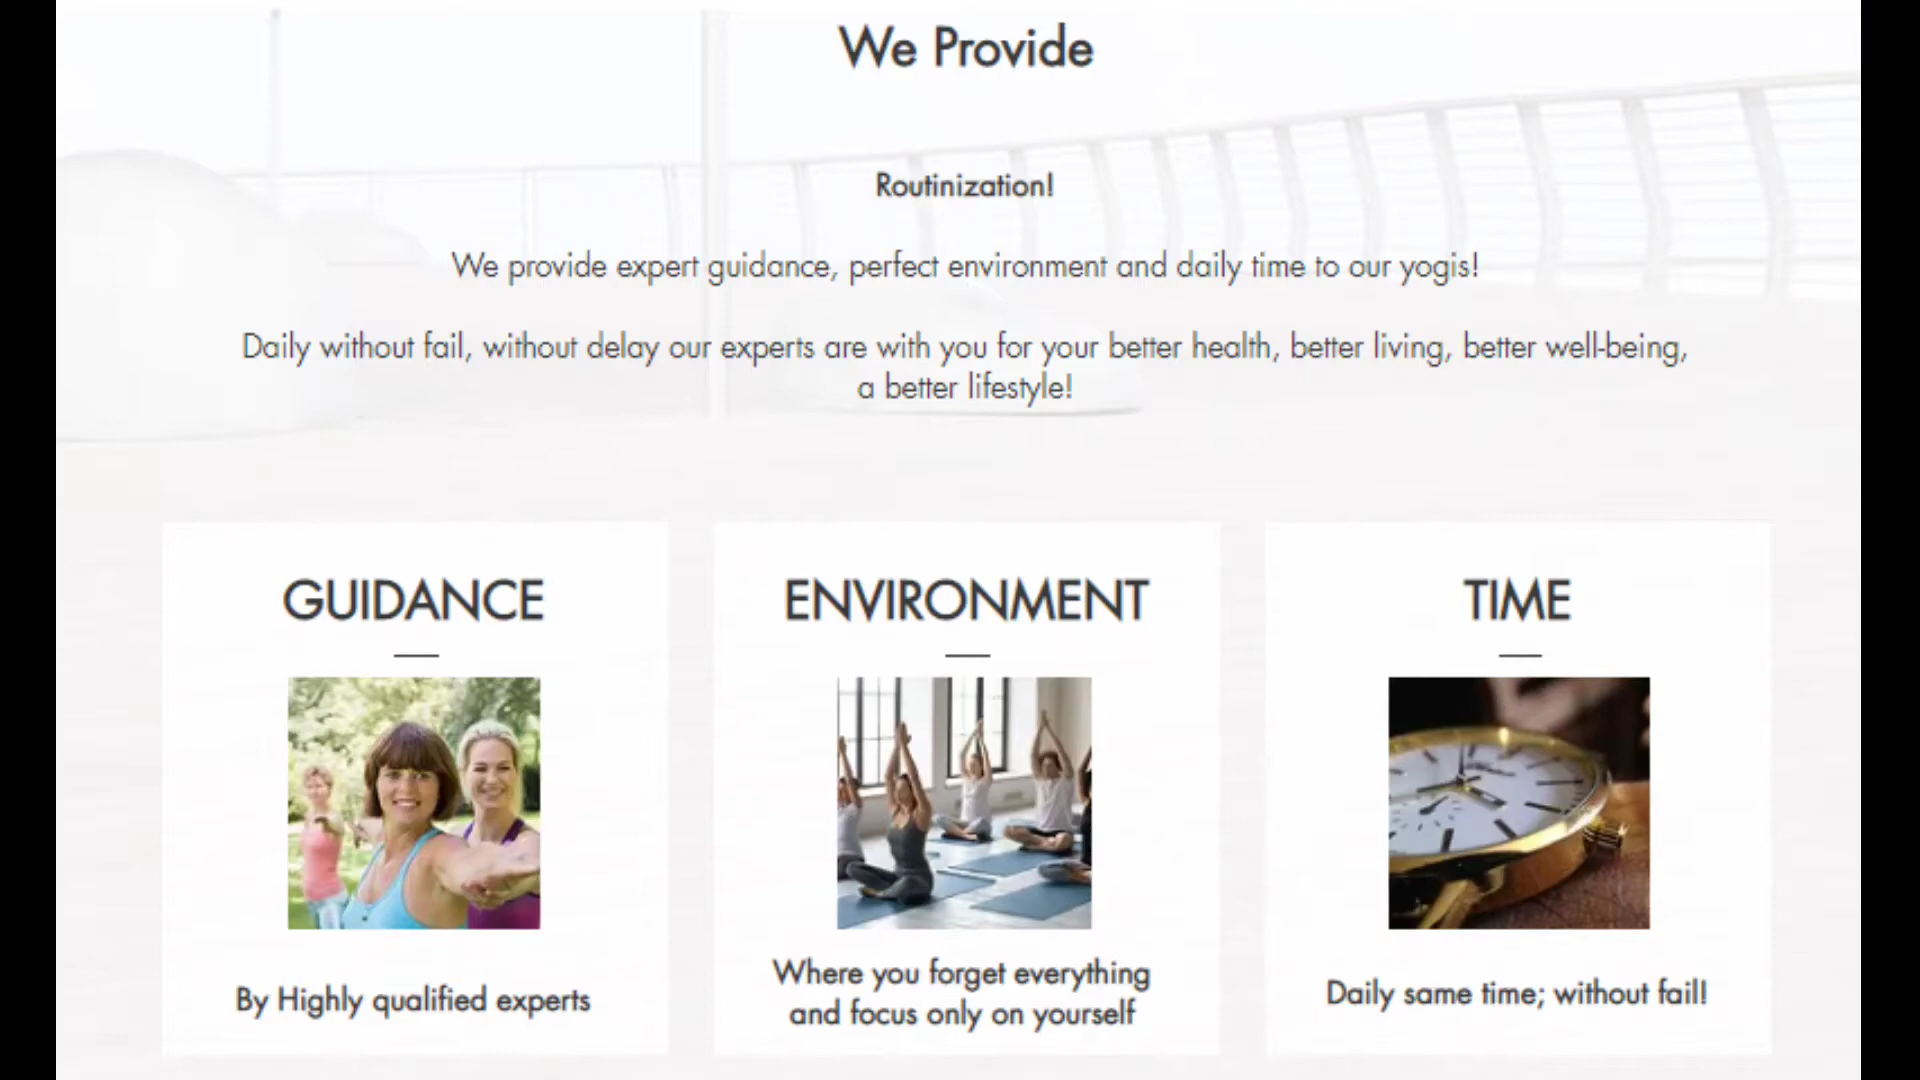 We Provide
Routinization!
We provide expert guidance, perfect environment and daily time to our yogis!
Daily without fail, without delay our experts are with you for your better health, better living, better well-being,
a better lifestyle!
GUIDANCE
ENVIRONMENT
TIME
By Highly qualified experts
Where you forget everything
and focus only on yourself
Daily same time; without fail!